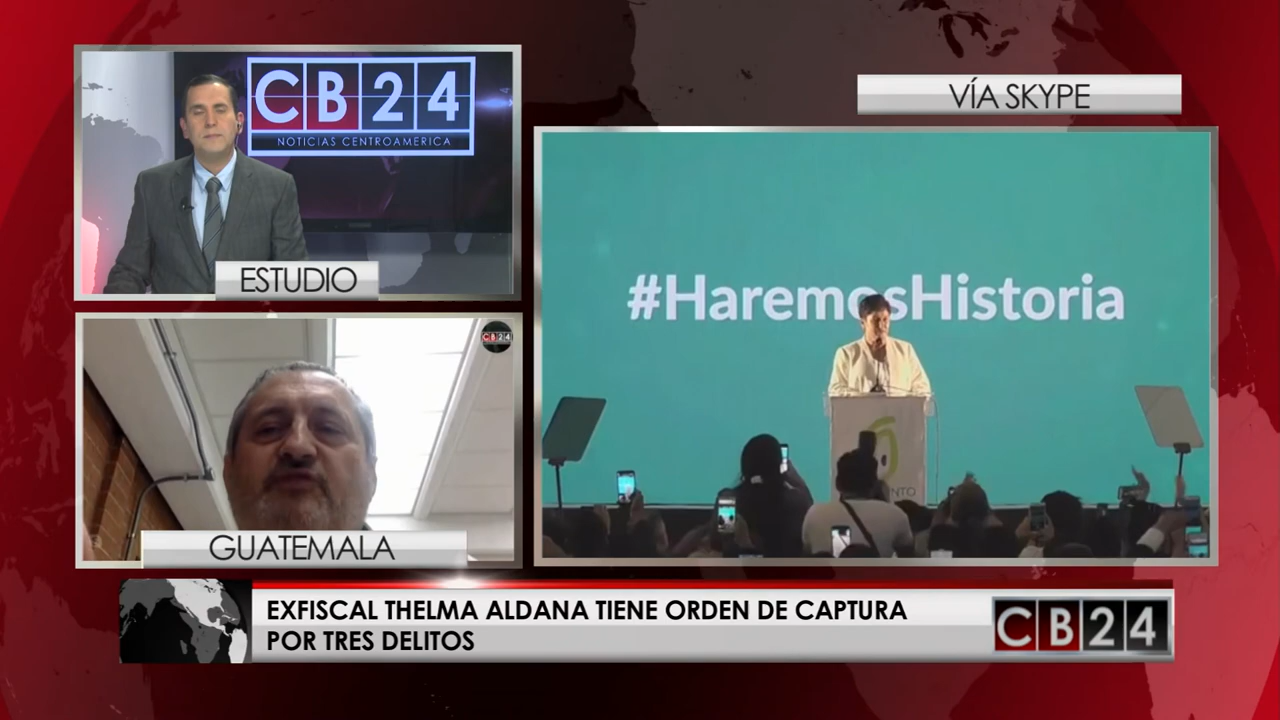 CB24
NOTICIAS CENTROAMERICA
ESTUDIO
VÍA SKYPE
#HaremosHistoria
CB24
GUATEMALA
EXFISCAL THELMA ALDANA TIENE ORDEN DE CAPTURA
POR TRES DELITOS
CB24